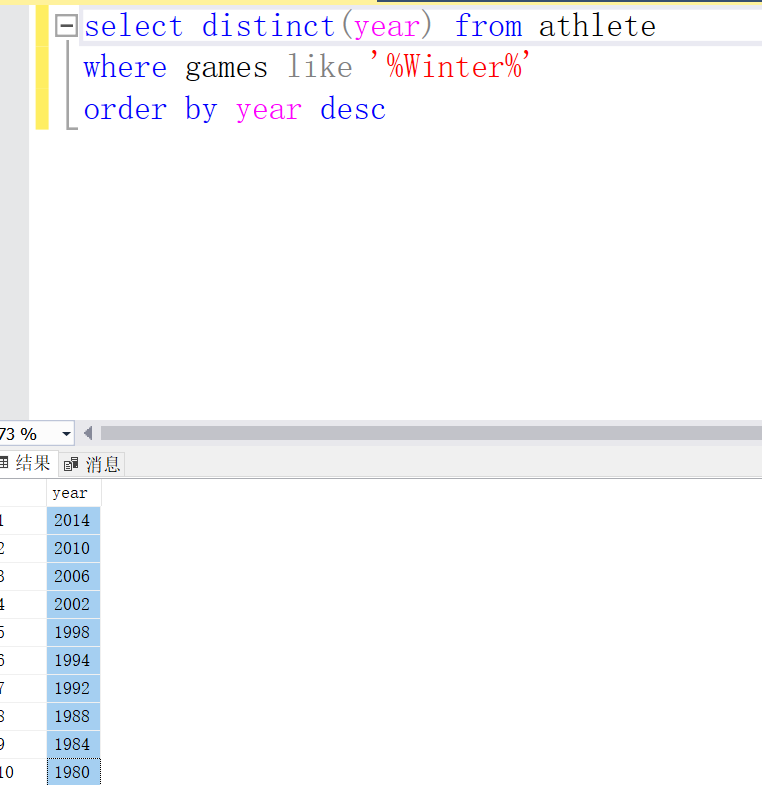 select distinct(year) from athlete
where games like '%Winter%'
order by year desc
73 %
结果 消息
year
1 2014
2 2010
3 2006
4 2002
5 1998
6 1994
7 1992
8 1988
9 1984
10 1980